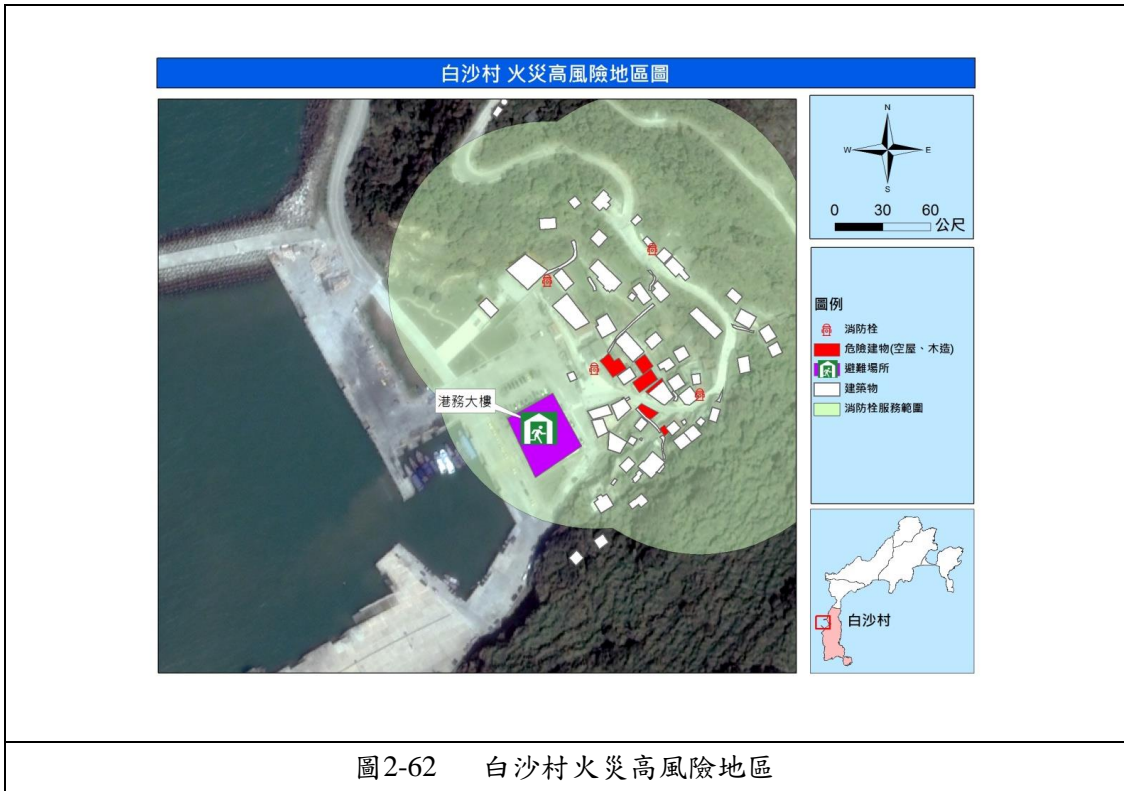 白沙村 火災高風險地區圖
N
W E
S
0 30 60
公尺
圖例
消防栓
危險建物(空屋、木造)
避難場所
建築物
消防栓服務範圍
港務大樓
白沙村
圖2-62 白沙村火災高風險地區